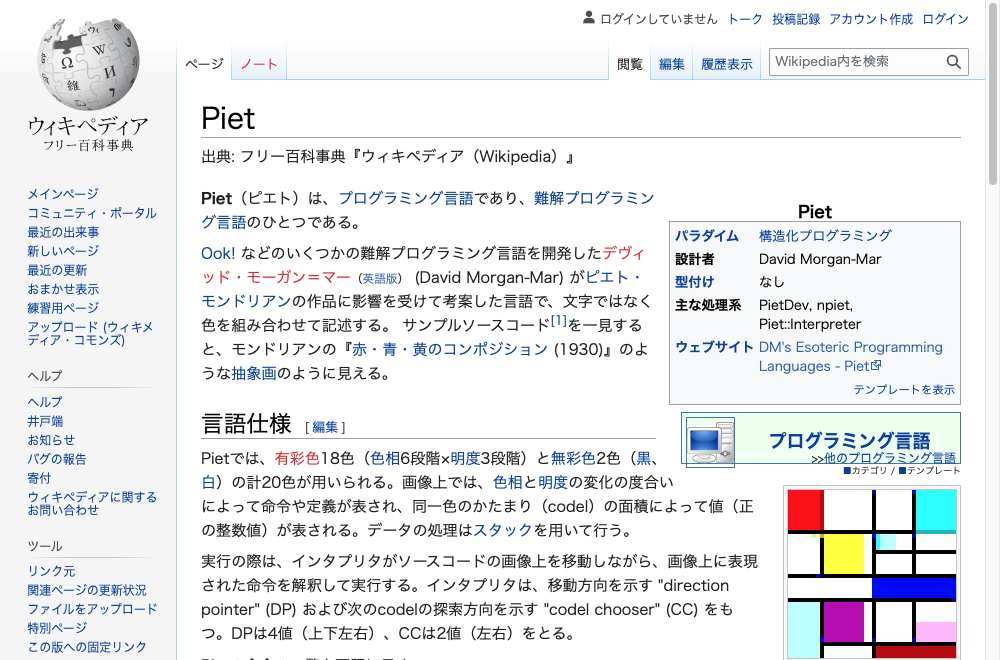 ログインしていません トーク 投稿記録 アカウント作成 ログイン
ページ ノート 閲覧 編集 履歴表示 Wikipedia内を検索
ウィキペディア
フリー百科事典
メインページ
コミュニティ・ポータル
最近の出来事
新しいページ
最近の更新
おまかせ表示
練習用ページ
アップロード (ウィキメ
ディア・コモンズ)
ヘルプ
ヘルプ
井戸端
お知らせ
バグの報告
寄付
ウィキペディアに関する
お問い合わせ
ツール
リンク元
関連ページの更新状況
ファイルをアップロード
特別ページ
この版への固定リンク
Piet
出典: フリー百科事典『ウィキペディア（Wikipedia）』
Piet（ピエト）は、プログラミング言語であり、難解プログラミン
グ言語のひとつである。
Ook! などのいくつかの難解プログラミング言語を開発したデヴィ
ッド・モーガン＝マー（英語版） (David Morgan-Mar) がピエト・
モンドリアンの作品に影響を受けて考案した言語で、文字ではなく
色を組み合わせて記述する。 サンプルソースコード[1]を一見する
と、モンドリアンの『赤・青・黄のコンポジション (1930)』のよ
うな抽象画のように見える。
Piet
パラダイム 構造化プログラミング
設計者 David Morgan-Mar
型付け なし
主な処理系 PietDev, npiet,
Piet::Interpreter
ウェブサイト DM's Esoteric Programming
Languages - Piet
テンプレートを表示
プログラミング言語
>>他のプログラミング言語
■カテゴリ / ■テンプレート
言語仕様 [ 編集 ]
Pietでは、有彩色18色（色相6段階×明度3段階）と無彩色2色（黒、
白）の計20色が用いられる。画像上では、色相と明度の変化の度合い
によって命令や定義が表され、同一色のかたまり（codel）の面積によって値（正
の整数値）が表される。データの処理はスタックを用いて行う。
実行の際は、インタプリタがソースコードの画像上を移動しながら、画像上に表現
された命令を解釈して実行する。インタプリタは、移動方向を示す "direction
pointer" (DP) および次のcodelの探索方向を示す "codel chooser" (CC) をも
つ。DPは4値（上下左右）、CCは2値（左右）をとる。